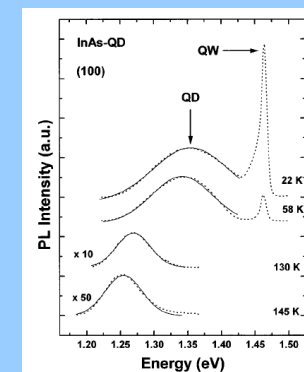 InAs-QD
QW
(100)
QD
PL Intensity (a.u.)
22 K
58 K
x 10
130 K
x 50
145 K
1.20 1.25 1.30 1.35 1.40 1.45 1.50
Energy (eV)